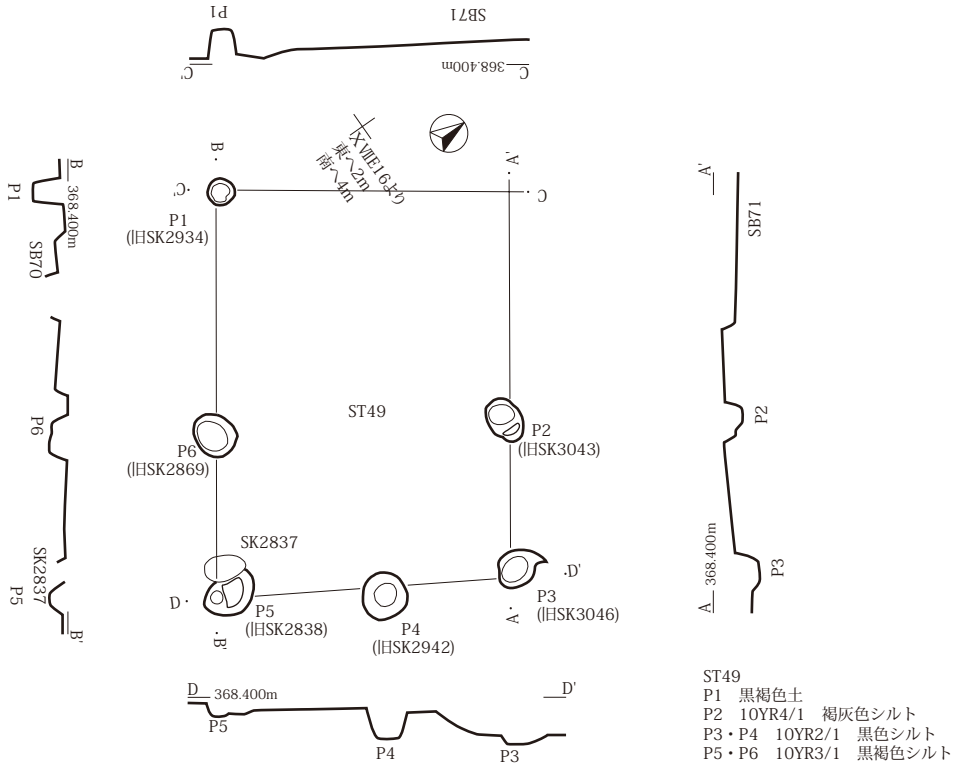 P1
SB71
C'
368.400m
C
B
368.400m
P1
SB70
P6
SK2837
P5
B'
XⅦE16より
東へ2m
南へ4m
B
A'
C'
C
P1
(旧SK2934)
ST49
P2
(旧SK3043)
P6
(旧SK2869)
SK2837
D
P5
(旧SK2838)
B'
P4
(旧SK2942)
D'
P3
(旧SK3046)
A
A'
SB71
P2
P3
A
368.400m
D
368.400m
D'
P5
P4
P3
ST49
P1　黒褐色土
P2　10YR4/1　褐灰色シルト
P3・P4　10YR2/1　黒色シルト
P5・P6　10YR3/1　黒褐色シルト